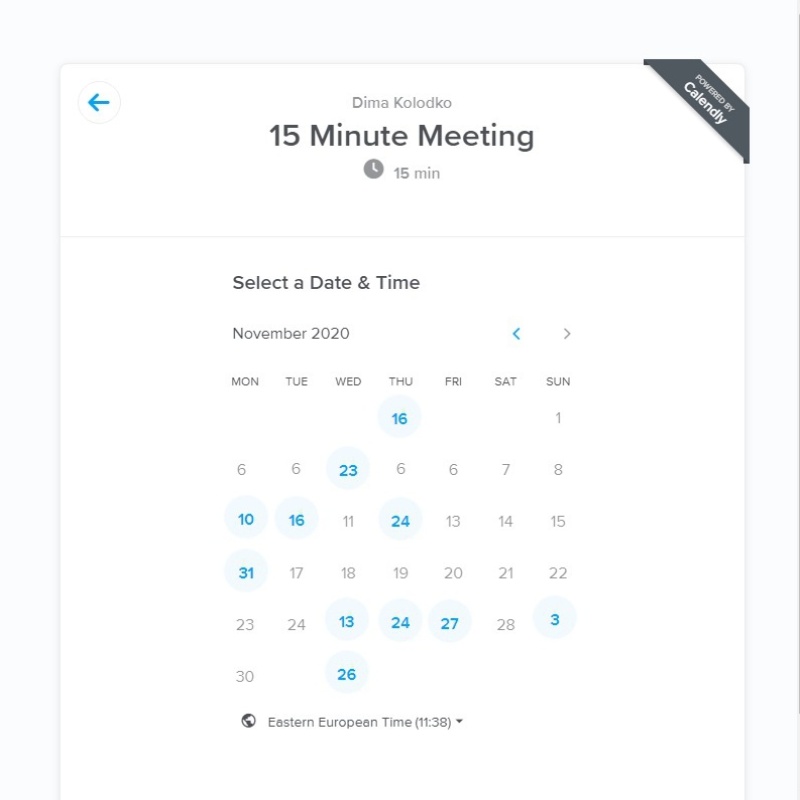 POWERED BY
Calendly
Dima Kolodko
15 Minute Meeting
15 min
Select a Date & Time
November 2020
MON TUE WED THU FRI SAT SUN
16 1
6 6 23 6 6 7 8
10 16 11 24 13 14 15
31 17 18 19 20 21 22
23 24 13 24 27 28 3
30 26
Eastern European Time (11:38)